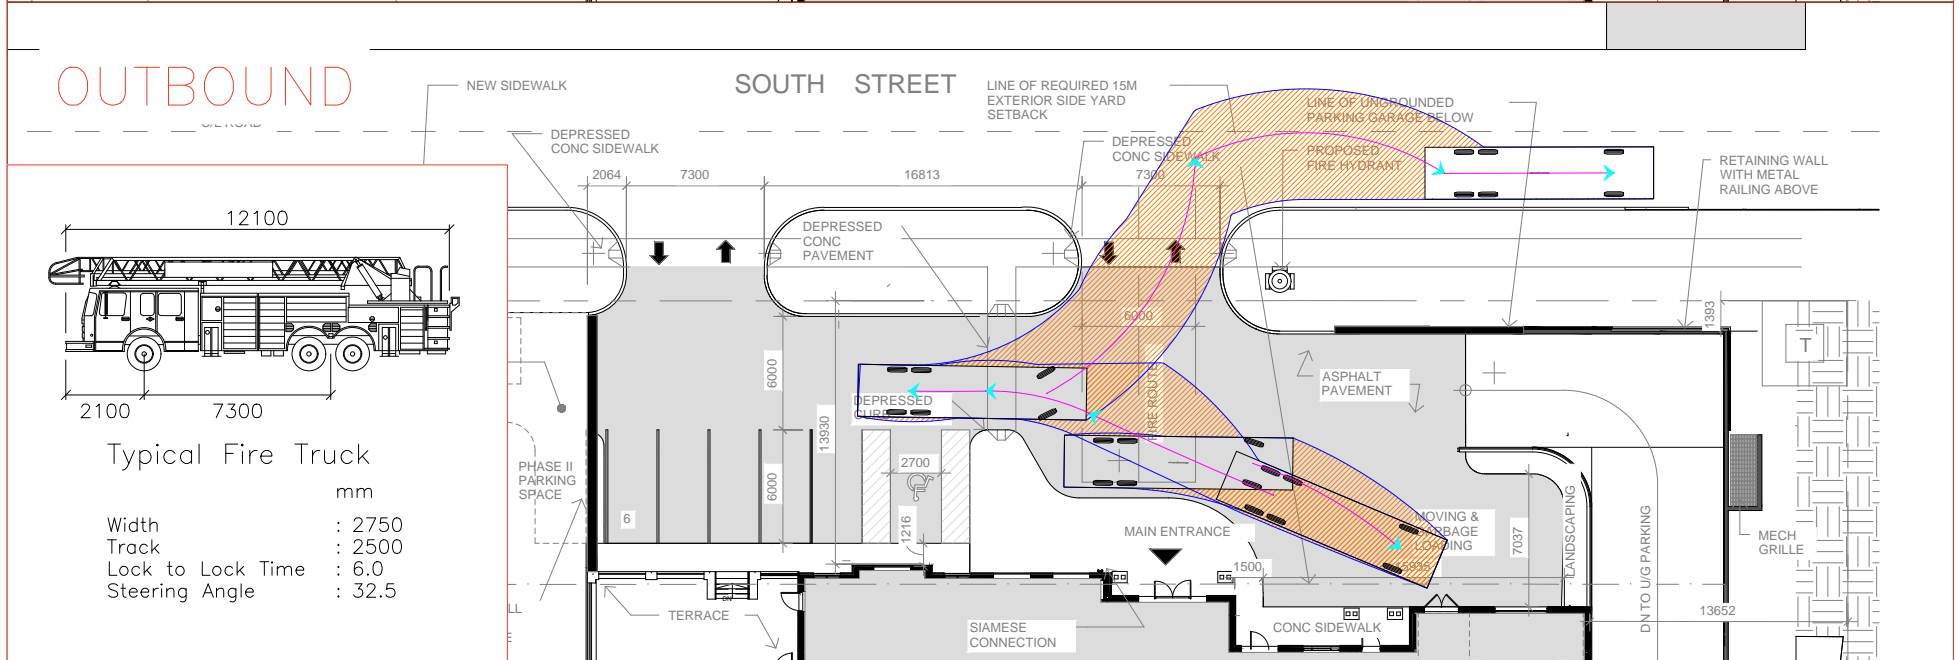 OUTBOUND
C/L ROAD
NEW SIDEWALK
SOUTH STREET
LINE OF REQUIRED 15M
EXTERIOR SIDE YARD
SETBACK
LINE OF UNGROUNDED
PARKING GARAGE BELOW
DEPRESSED
CONC SIDEWALK
DEPRESSED
CONC SIDEWALK
PROPOSED
FIRE HYDRANT
RETAINING WALL
WITH METAL
RAILING ABOVE
2064
7300
16813
7300
12100
DEPRESSED
CONC
PAVEMENT
1393
6000
T
6000
FIRE ROUTE
ASPHALT
PAVEMENT
2100
7300
DEPRESSED
CURB
13930
Typical Fire Truck
mm
Width : 2750
Track : 2500
Lock to Lock Time : 6.0
Steering Angle : 32.5
PHASE II
PARKING
SPACE
2700
6000
6
1216
MAIN ENTRANCE
MOVING &
GARBAGE
LOADING
7037
LANDSCAPING
DN TO U/G PARKING
MECH
GRILLE
1500
DN
TERRACE
SIAMESE
CONNECTION
CONC SIDEWALK
13652